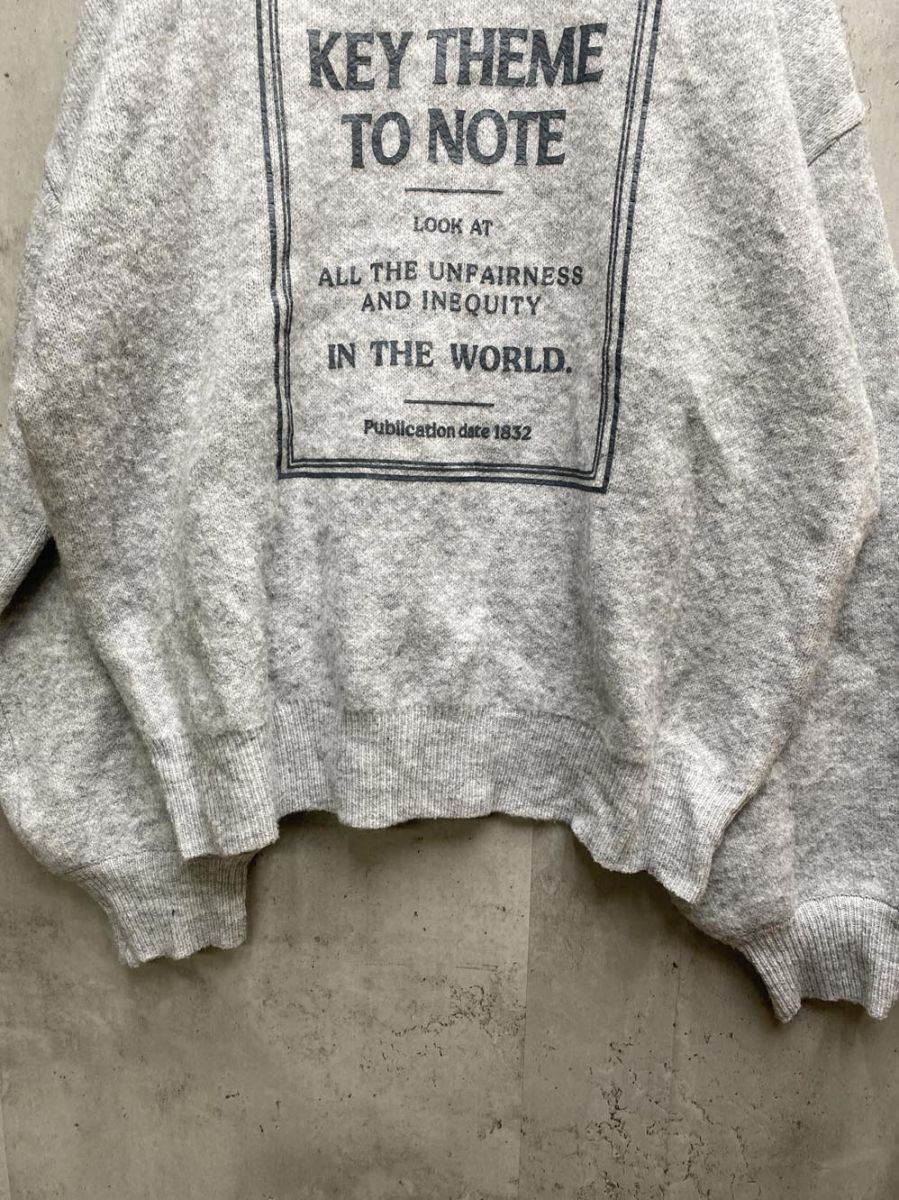 KEY THEME
TO NOTE
LOOK AT
ALL THE UNFAIRNESS
AND INEQUITY
IN THE WORLD.
Publication date 1832